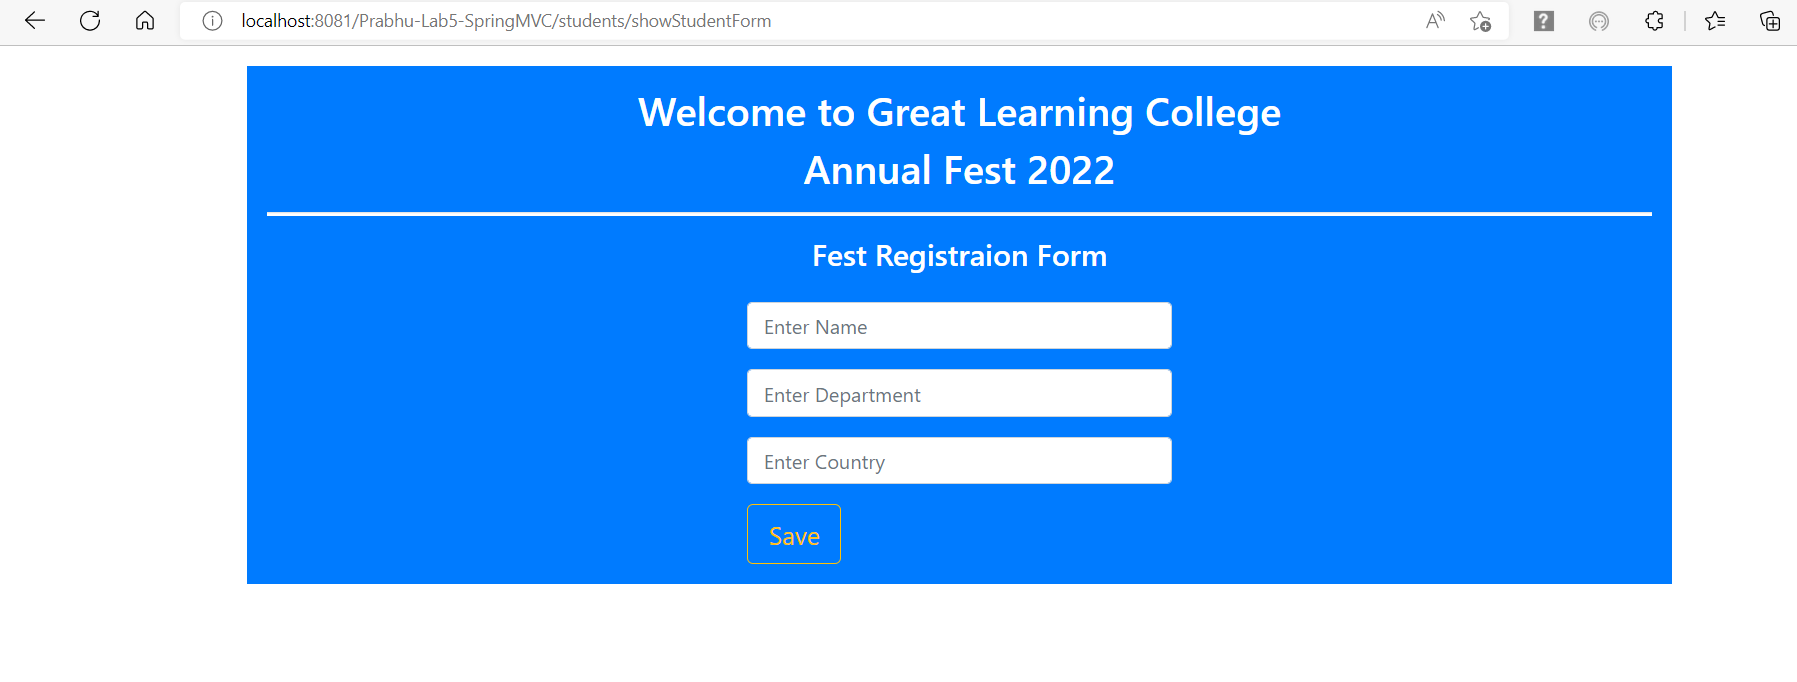 localhost:8081/Prabhu-Lab5-SpringMVC/students/showStudentForm
Welcome to Great Learning College
Annual Fest 2022
Fest Registraion Form
Enter Name
Enter Department
Enter Country
Save